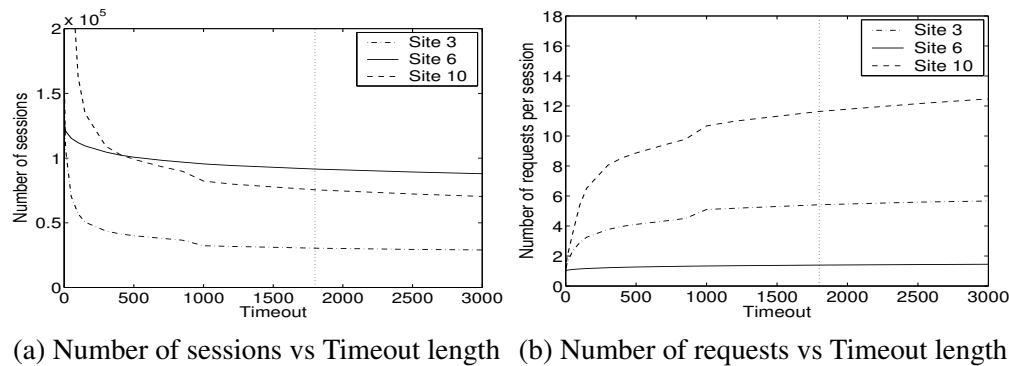 2 × 10^5
Site 3
Site 6
Site 10
Number of sessions
1.5
1
0.5
0
0 500 1000 1500 2000 2500 3000
Timeout
18
16
14
12
10
8
6
4
2
0
Site 3
Site 6
Site 10
Number of requests per session
0 500 1000 1500 2000 2500 3000
Timeout
(a) Number of sessions vs Timeout length
(b) Number of requests vs Timeout length